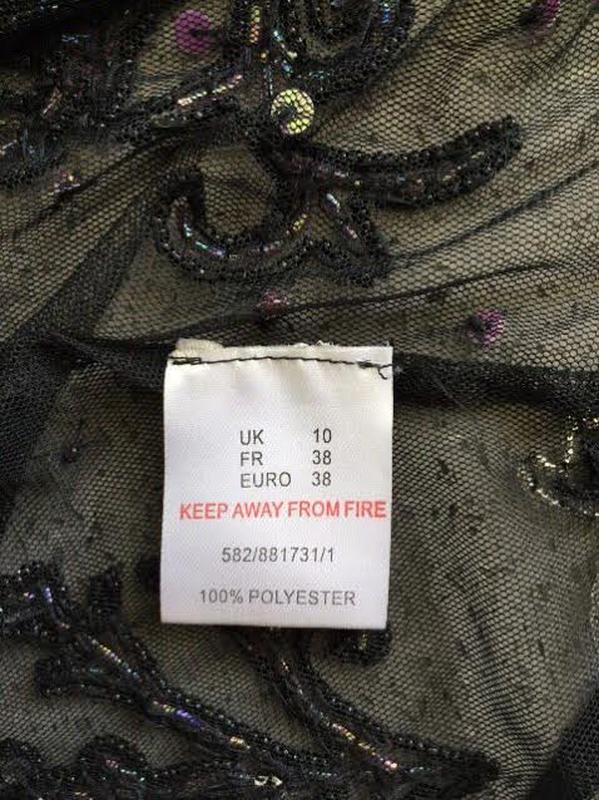 UK 10
FR 38
EURO 38
KEEP AWAY FROM FIRE
582/881731/1
100% POLYESTER